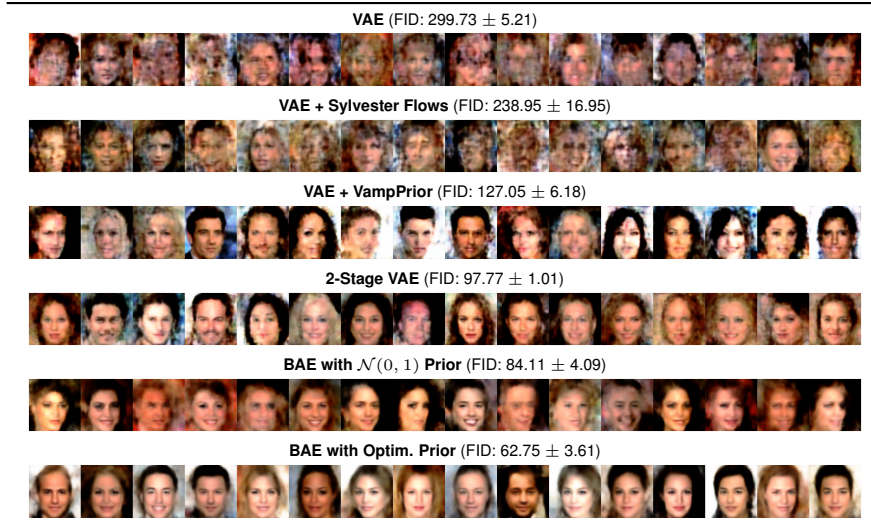 VAE (FID: 299.73 ± 5.21)
VAE + Sylvester Flows (FID: 238.95 ± 16.95)
VAE + VampPrior (FID: 127.05 ± 6.18)
2-Stage VAE (FID: 97.77 ± 1.01)
BAE with 𝒩(0, 1) Prior (FID: 84.11 ± 4.09)
BAE with Optim. Prior (FID: 62.75 ± 3.61)